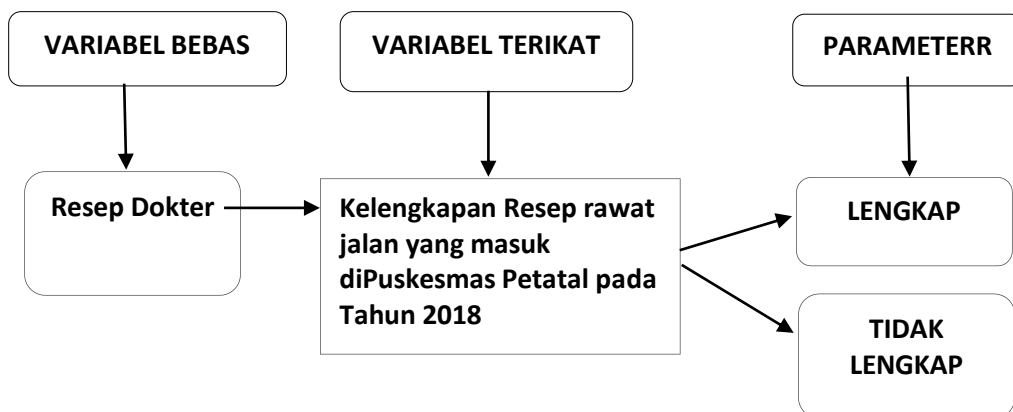 VARIABEL BEBAS
VARIABEL TERIKAT
PARAMETERR
Resep Dokter
Kelengkapan Resep rawat
jalan yang masuk
diPuskesmas Petatal pada
Tahun 2018
LENGKAP
TIDAK
LENGKAP